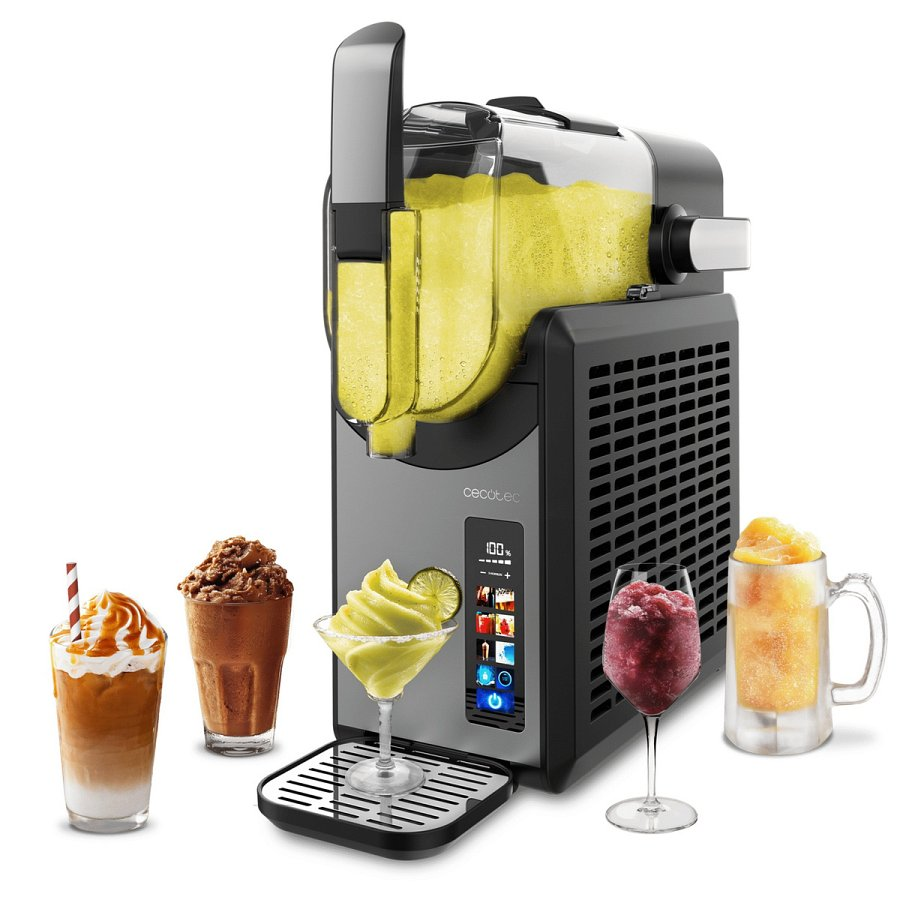 cecotec
100 %
- +